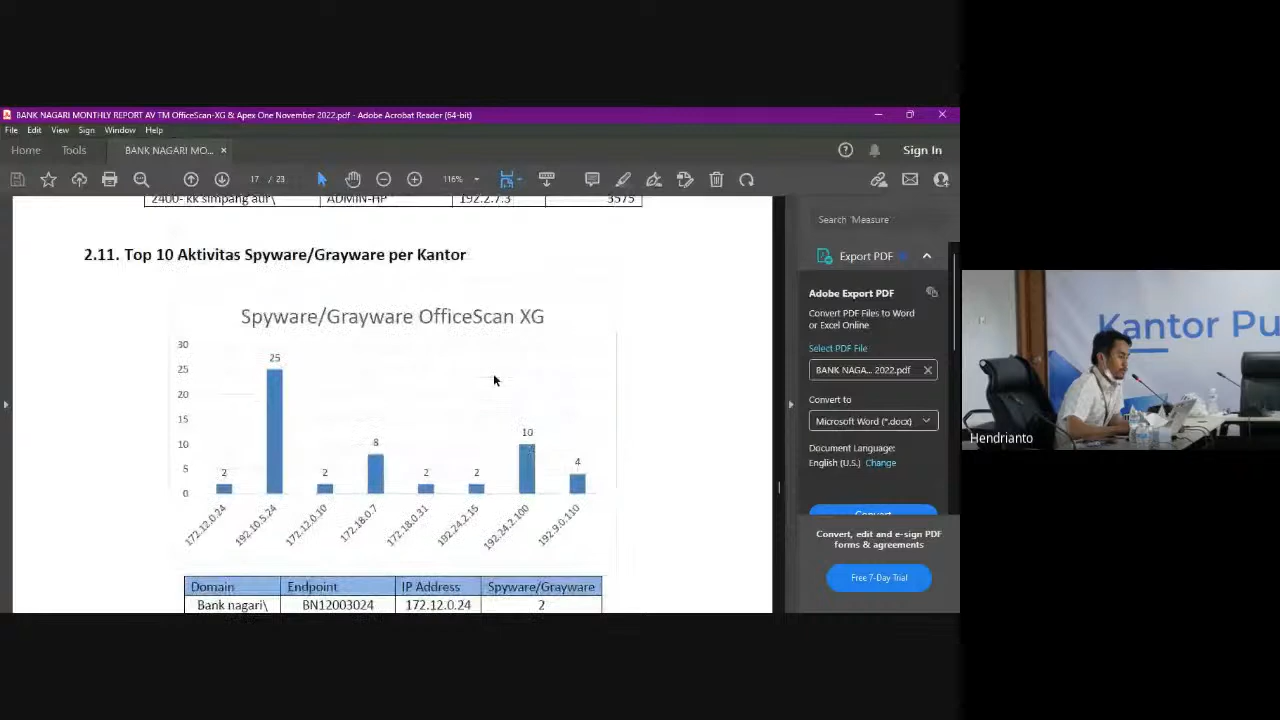 BANK NAGARI MONTHLY REPORT AV TM OfficeScan-XG & Apex One November 2022.pdf - Adobe Acrobat Reader (64-bit)
File Edit View Sign Window Help
Home Tools BANK NAGARI MO... × Sign In
17 / 23 116%
2400- kk simpang aur\ ADMIN-HP 192.2.7.3 3575
2.11. Top 10 Aktivitas Spyware/Grayware per Kantor
Spyware/Grayware OfficeScan XG
30
25
20
15
10
5
0
2 25 2 8 2 2 10 4
172.12.0.24 192.10.5.24 172.12.0.10 172.18.0.7 172.18.0.31 192.24.2.15 192.24.2.100 192.9.0.110
Domain Endpoint IP Address Spyware/Grayware
Bank nagari\ BN12003024 172.12.0.24 2
Search 'Measure'
Export PDF
Adobe Export PDF
Convert PDF Files to Word
or Excel Online
Select PDF File
BANK NAGA... 2022.pdf ×
Convert to
Microsoft Word (*.docx)
Document Language:
English (U.S.) Change
Convert
Convert, edit and e-sign PDF
forms & agreements
Free 7-Day Trial
Kantor Pu
Hendrianto